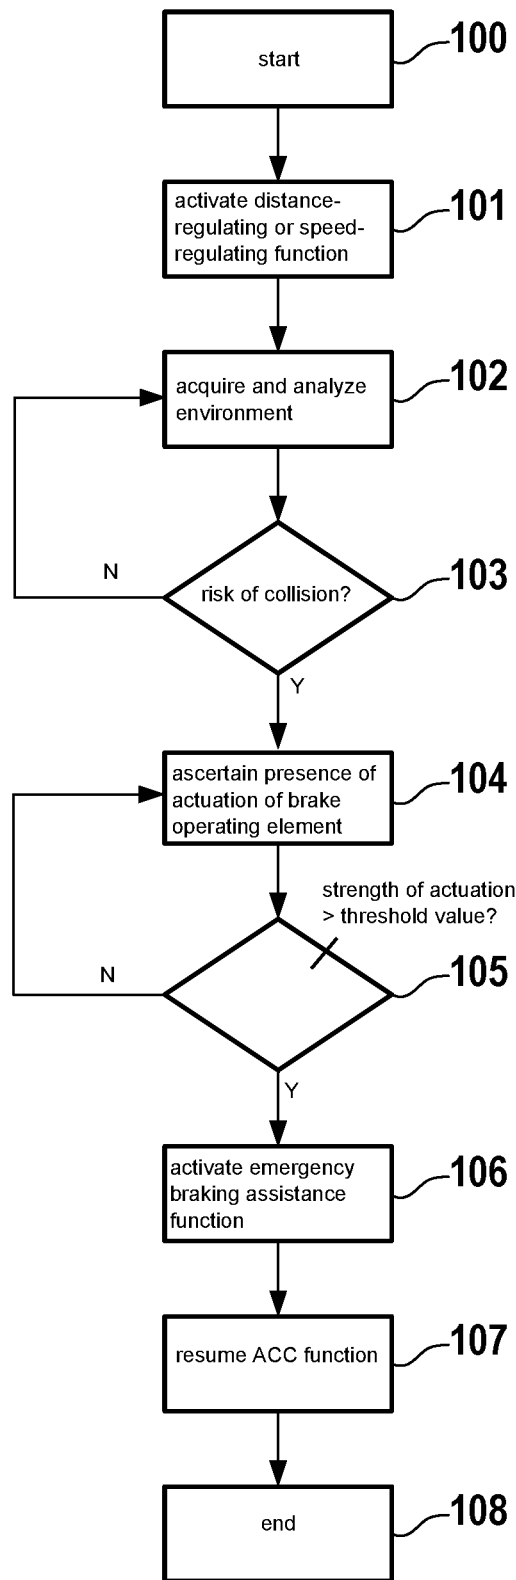 start
100
activate distance-
regulating or speed-
regulating function
101
acquire and analyze
environment
102
risk of collision?
103
N
Y
ascertain presence of
actuation of brake
operating element
104
strength of actuation
> threshold value?
105
N
Y
activate emergency
braking assistance
function
106
resume ACC function
107
end
108